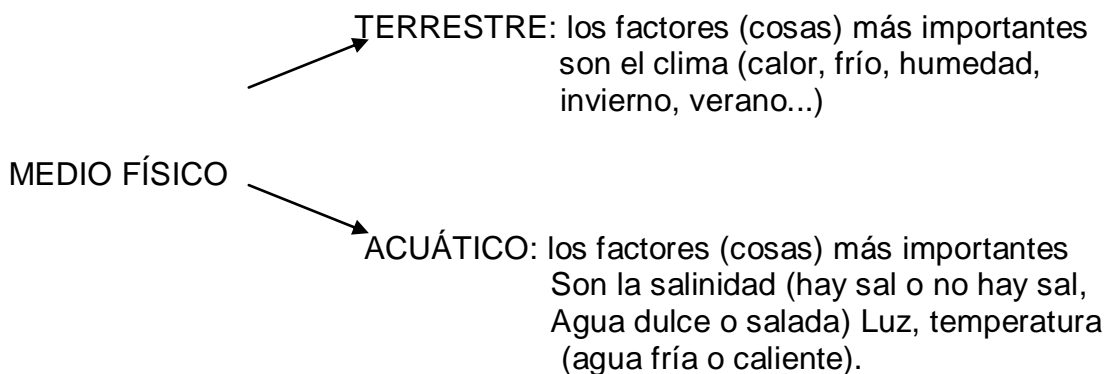 TERRESTRE: los factores (cosas) más importantes
son el clima (calor, frío, humedad,
invierno, verano...)
MEDIO FÍSICO
ACUÁTICO: los factores (cosas) más importantes
Son la salinidad (hay sal o no hay sal,
Agua dulce o salada) Luz, temperatura
(agua fría o caliente).